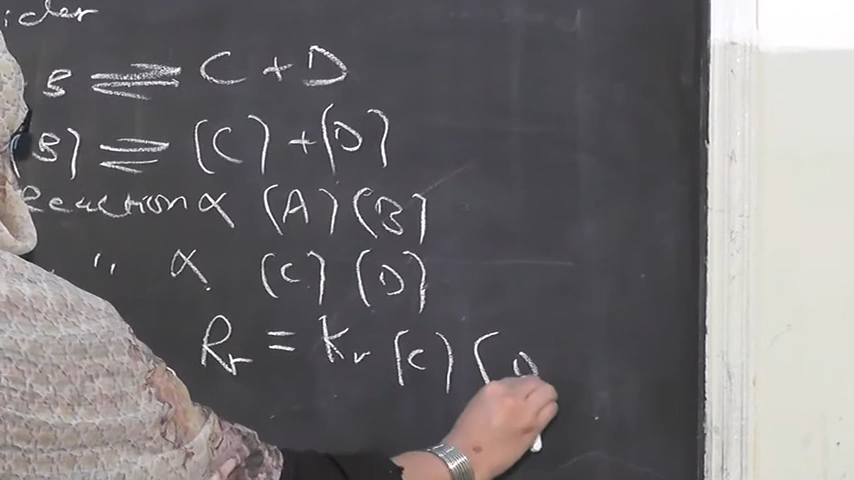 B ⇌ C + D
B] ⇌ [C] + [D]
Reaction ∝ [A] [B]
" ∝ [C] [D]
Rr = Kr [C] [D